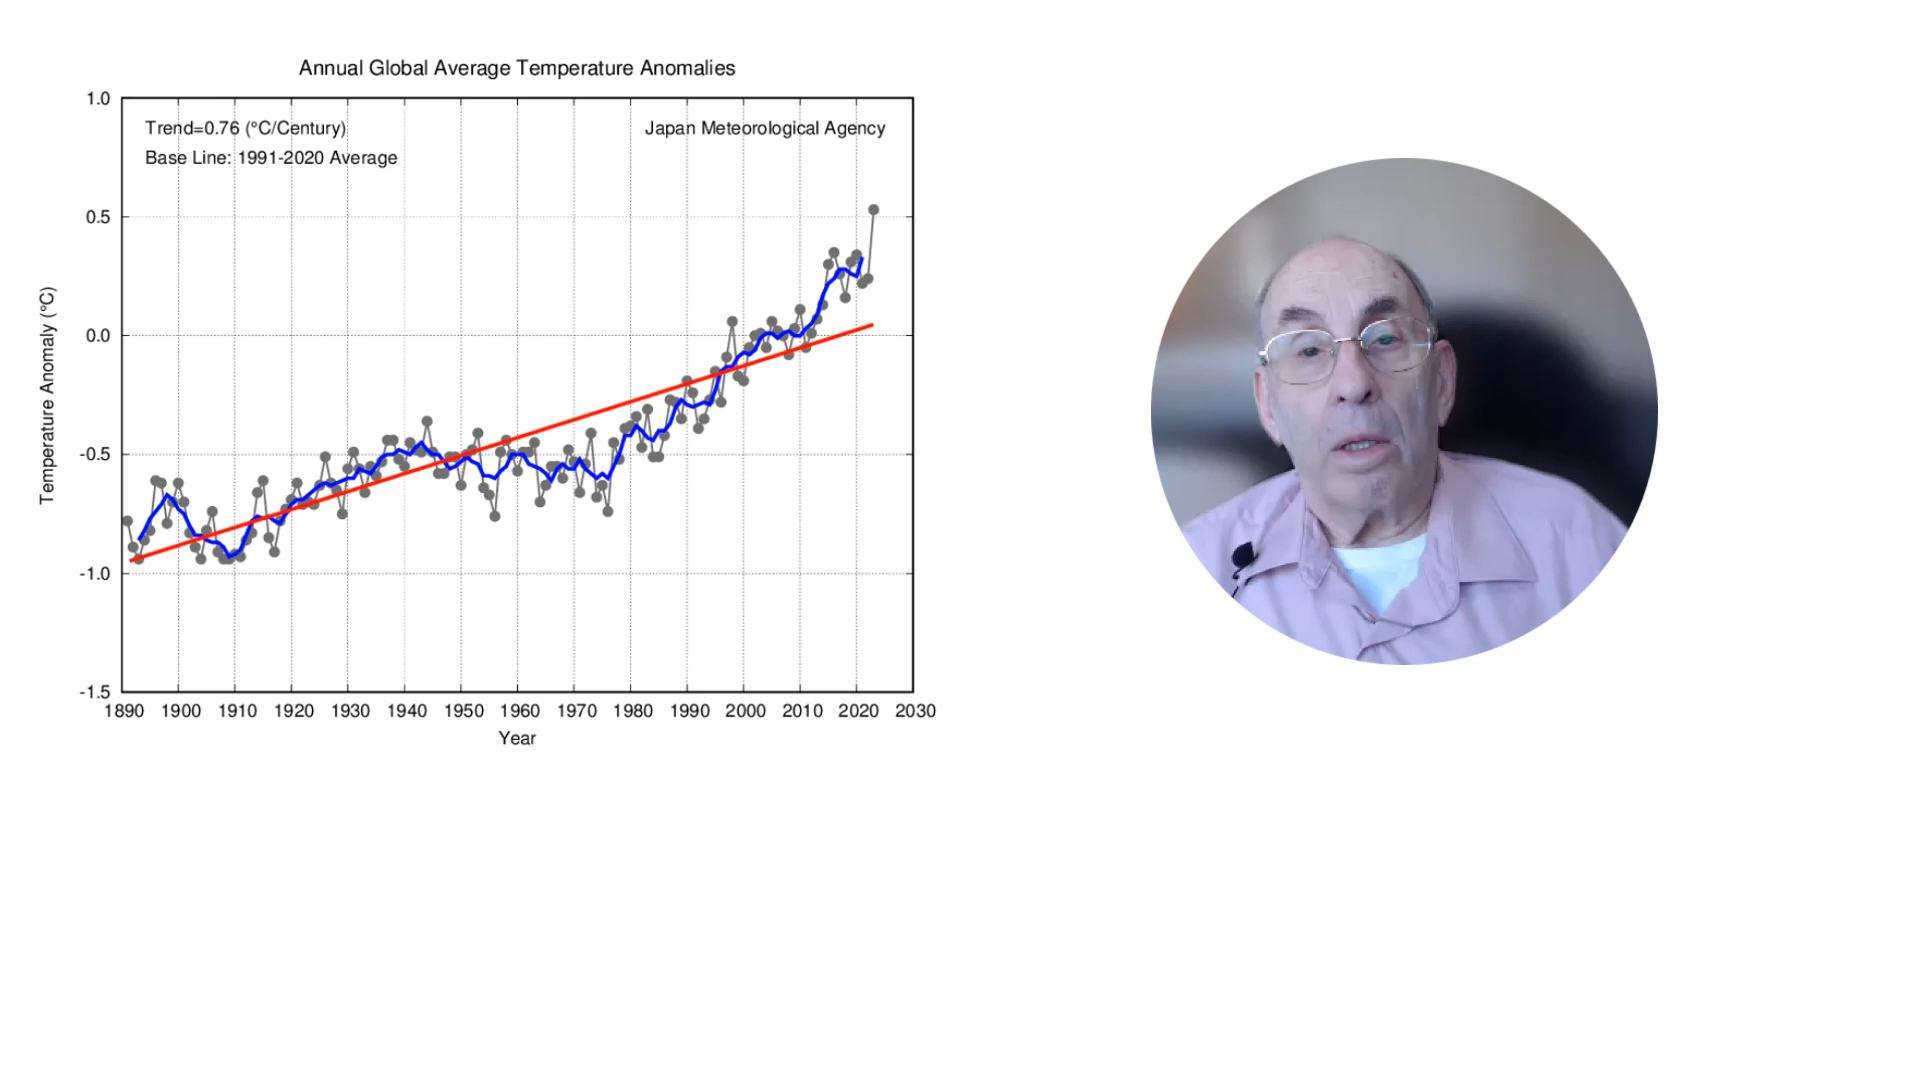 Annual Global Average Temperature Anomalies
Trend=0.76 (°C/Century)
Japan Meteorological Agency
Base Line: 1991-2020 Average
Temperature Anomaly (°C)
1.0
0.5
0.0
-0.5
-1.0
-1.5
1890 1900 1910 1920 1930 1940 1950 1960 1970 1980 1990 2000 2010 2020 2030
Year